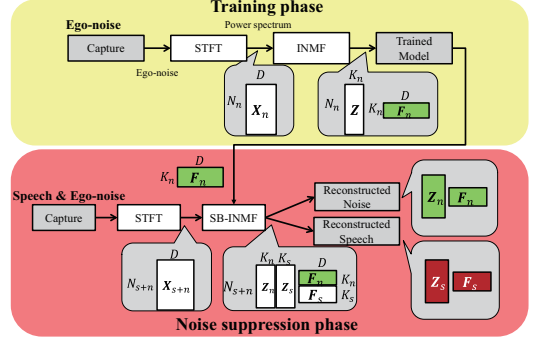 Training phase
Ego-noise
Power spectrum
Capture
STFT
INMF
Trained
Model
Ego-noise
D
N_n
X_n
K_n
N_n
Z
D
K_n
F_n
D
K_n
F_n
Speech & Ego-noise
Capture
STFT
SB-INMF
Reconstructed
Noise
Reconstructed
Speech
Z_n
F_n
D
N_{s+n}
X_{s+n}
K_n K_s
N_{s+n}
Z_n
Z_s
D
F_n
K_n
F_s
K_s
Z_s
F_s
Noise suppression phase